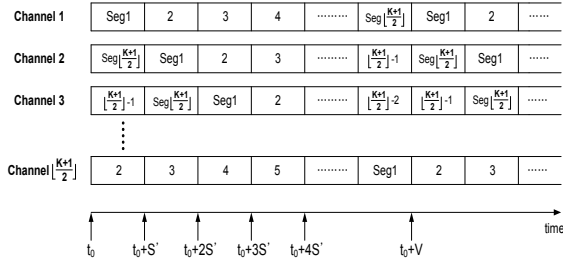 Channel 1 Seg1 2 3 4 ········· Seg⌊K+1/2⌋ Seg1 2 ······
Channel 2 Seg⌊K+1/2⌋ Seg1 2 3 ········· ⌊K+1/2⌋-1 Seg⌊K+1/2⌋ Seg1 ······
Channel 3 ⌊K+1/2⌋-1 Seg⌊K+1/2⌋ Seg1 2 ········· ⌊K+1/2⌋-2 ⌊K+1/2⌋-1 Seg⌊K+1/2⌋ ······
Channel⌊K+1/2⌋ 2 3 4 5 ········· Seg1 2 3 ······
time
t₀ t₀+S' t₀+2S' t₀+3S' t₀+4S' t₀+V